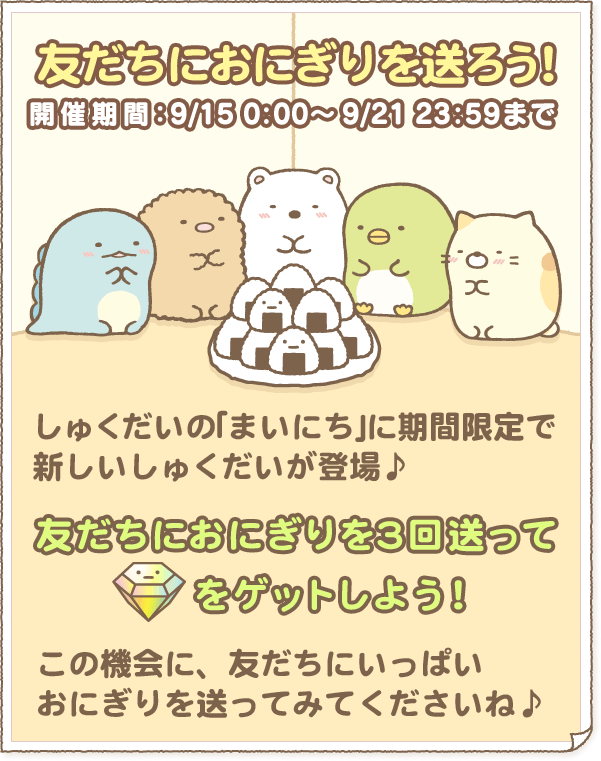 友だちにおにぎりを送ろう!
開催期間：9/15 0:00～9/21 23:59まで
しゅくだいの「まいにち」に期間限定で
新しいしゅくだいが登場♪
友だちにおにぎりを3回送って
をゲットしよう!
この機会に、友だちにいっぱい
おにぎりを送ってみてくださいね♪